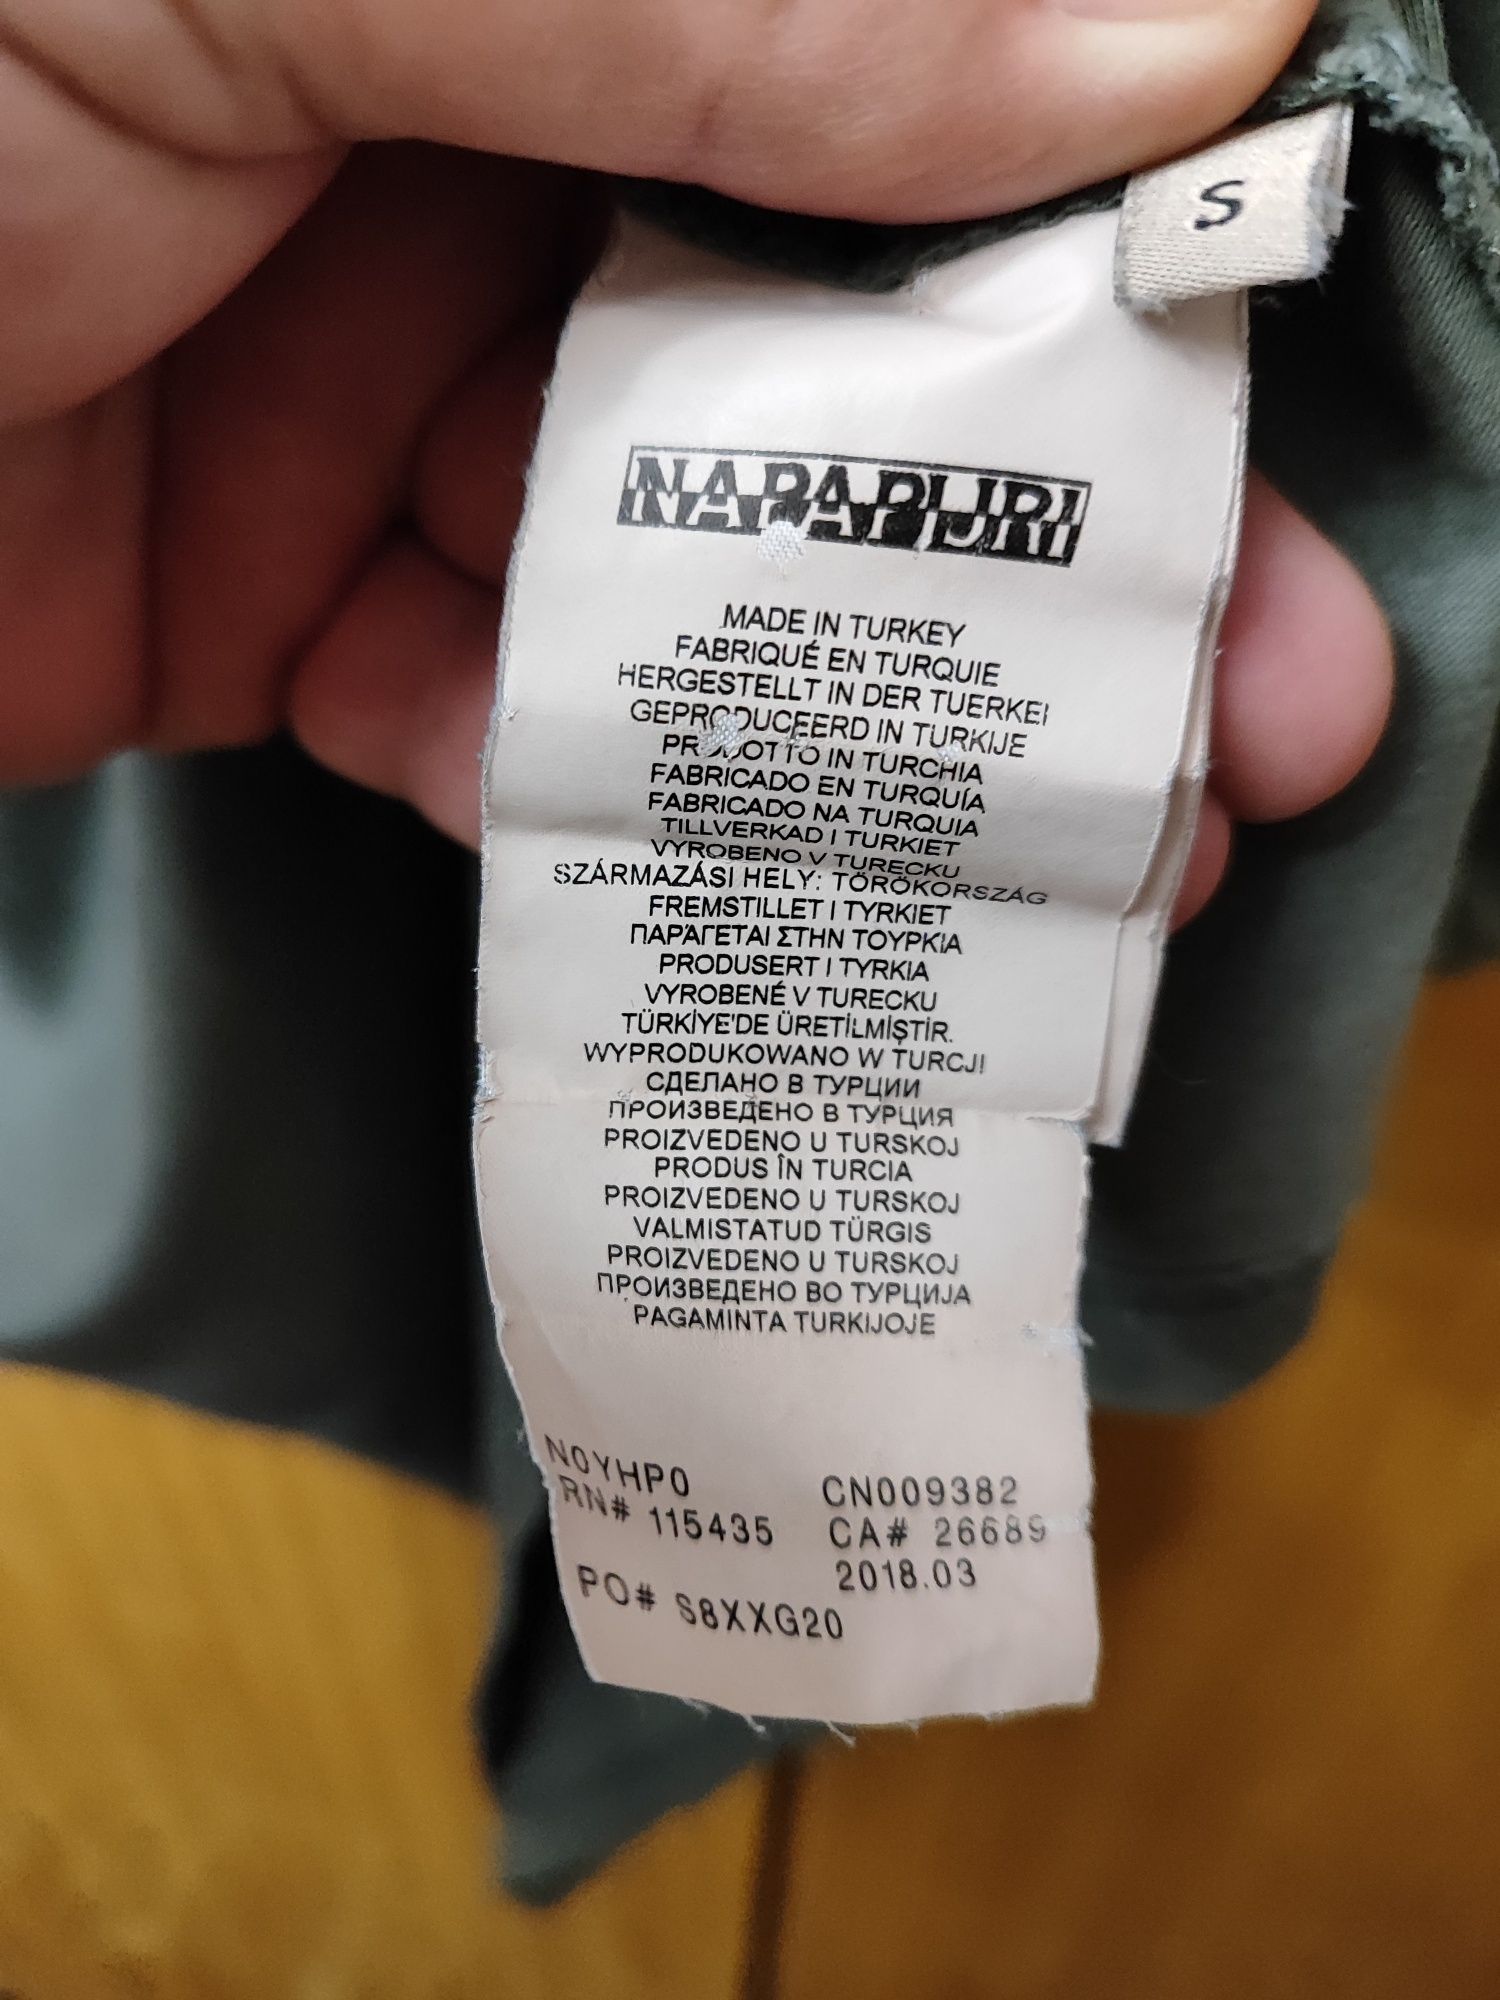 S
NAPAPIJRI
MADE IN TURKEY
FABRIQUÉ EN TURQUIE
HERGESTELLT IN DER TUERKEI
GEPRODUCEERD IN TURKIJE
PRODOTTO IN TURCHIA
FABRICADO EN TURQUÍA
FABRICADO NA TURQUIA
TILLVERKAD I TURKIET
VYROBENO V TURECKU
SZÁRMAZÁSI HELY: TÖRÖKORSZÁG
FREMSTILLET I TYRKIET
ΠΑΡΑΓΕΤΑΙ ΣΤΗΝ ΤΟΥΡΚΙΑ
PRODUSERT I TYRKIA
VYROBENÉ V TURECKU
TÜRKİYE'DE ÜRETİLMİŞTİR.
WYPRODUKOWANO W TURCJI
СДЕЛАНО В ТУРЦИИ
ПРОИЗВЕДЕНО В ТУРЦИЯ
PROIZVEDENO U TURSKOJ
PRODUS ÎN TURCIA
PROIZVEDENO U TURSKOJ
VALMISTATUD TÜRGIS
PROIZVEDENO U TURSKOJ
ПРОИЗВЕДЕНО ВО ТУРЦИЈА
PAGAMINTA TURKIJOJE
N0YHP0 CN009382
RN# 115435 CA# 26689
2018.03
PO# S8XXG20